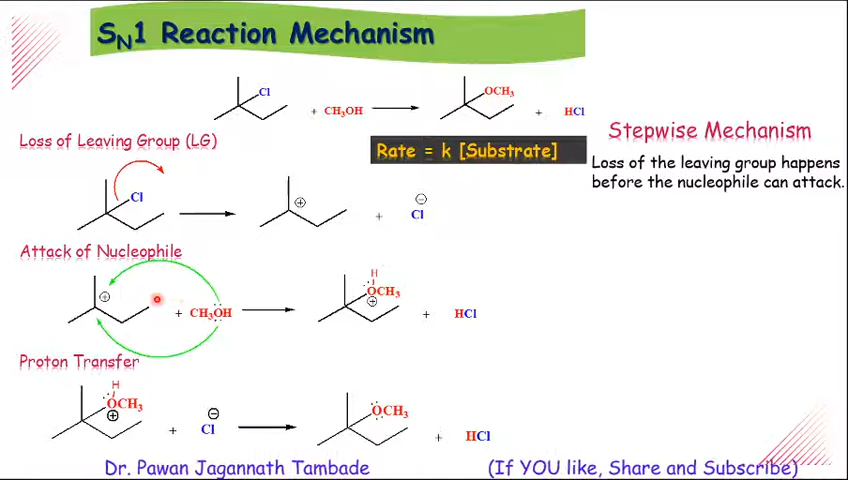 SN1 Reaction Mechanism
Cl
+ CH3OH
OCH3
+ HCl
Loss of Leaving Group (LG)
Rate = k [Substrate]
Stepwise Mechanism
Loss of the leaving group happens
before the nucleophile can attack.
Cl
+
+ Cl
Attack of Nucleophile
+
+ CH3OH
H
OCH3
+
+ HCl
Proton Transfer
H
OCH3
+
+ Cl
OCH3
+ HCl
Dr. Pawan Jagannath Tambade
(If YOU like, Share and Subscribe)